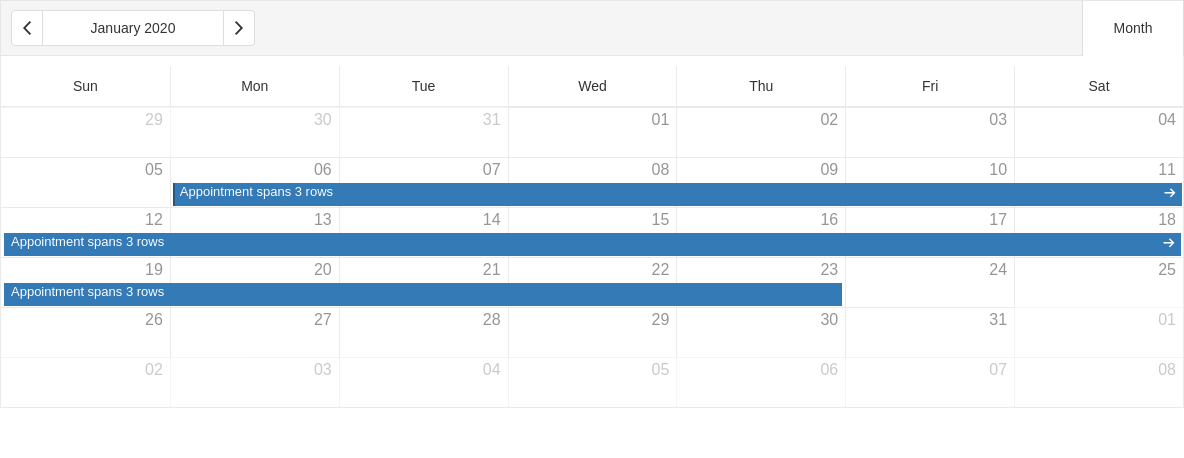 January 2020 Month
Sun Mon Tue Wed Thu Fri Sat
29 30 31 01 02 03 04
05 06 07 08 09 10 11
Appointment spans 3 rows
12 13 14 15 16 17 18
Appointment spans 3 rows
19 20 21 22 23 24 25
Appointment spans 3 rows
26 27 28 29 30 31 01
02 03 04 05 06 07 08